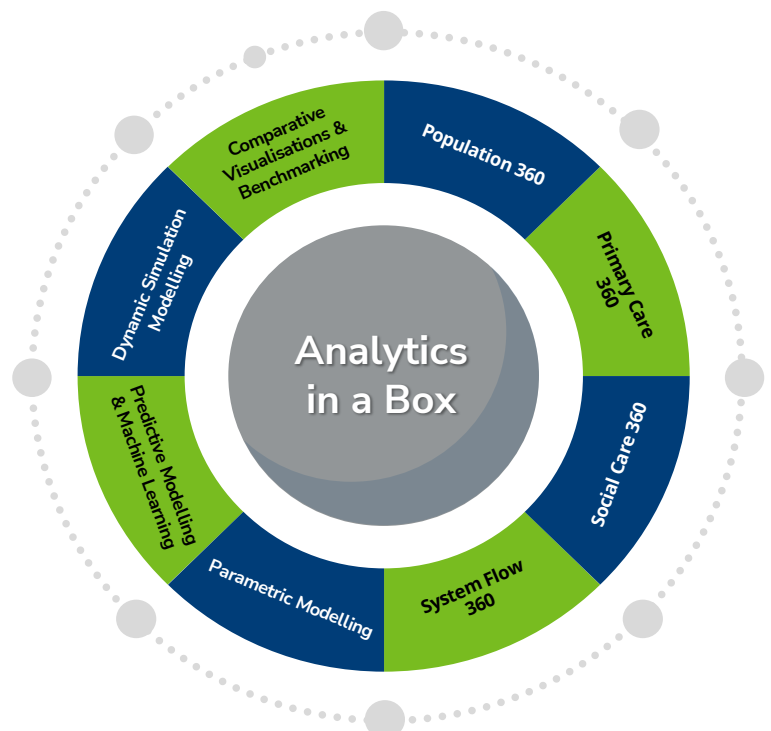 Analytics
in a Box
Population 360
Primary Care
360
Social Care 360
System Flow
360
Parametric Modelling
Predictive Modelling
& Machine Learning
Dynamic Simulation
Modelling
Comparative
Visualisations &
Benchmarking